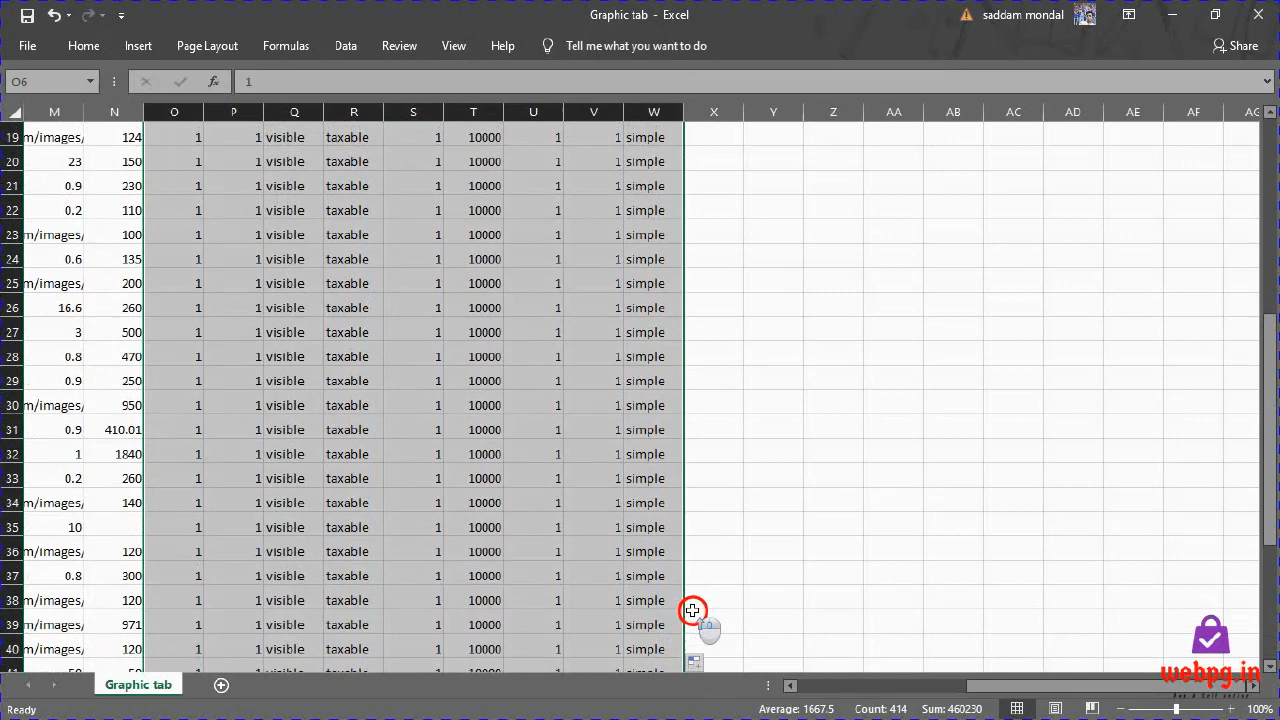 Graphic tab - Excel
saddam mondal
File Home Insert Page Layout Formulas Data Review View Help Tell me what you want to do Share
O6 fx 1
M N O P Q R S T U V W X Y Z AA AB AC AD AE AF AG
19 m/images/ 124 1 1 visible taxable 1 10000 1 1 simple
20 23 150 1 1 visible taxable 1 10000 1 1 simple
21 0.9 230 1 1 visible taxable 1 10000 1 1 simple
22 0.2 110 1 1 visible taxable 1 10000 1 1 simple
23 m/images/ 100 1 1 visible taxable 1 10000 1 1 simple
24 0.6 135 1 1 visible taxable 1 10000 1 1 simple
25 m/images/ 200 1 1 visible taxable 1 10000 1 1 simple
26 16.6 260 1 1 visible taxable 1 10000 1 1 simple
27 3 500 1 1 visible taxable 1 10000 1 1 simple
28 0.8 470 1 1 visible taxable 1 10000 1 1 simple
29 0.9 250 1 1 visible taxable 1 10000 1 1 simple
30 m/images/ 950 1 1 visible taxable 1 10000 1 1 simple
31 0.9 410.01 1 1 visible taxable 1 10000 1 1 simple
32 1 1840 1 1 visible taxable 1 10000 1 1 simple
33 0.2 260 1 1 visible taxable 1 10000 1 1 simple
34 m/images/ 140 1 1 visible taxable 1 10000 1 1 simple
35 10 1 1 visible taxable 1 10000 1 1 simple
36 m/images/ 120 1 1 visible taxable 1 10000 1 1 simple
37 0.8 300 1 1 visible taxable 1 10000 1 1 simple
38 m/images/ 120 1 1 visible taxable 1 10000 1 1 simple
39 m/images/ 971 1 1 visible taxable 1 10000 1 1 simple
40 m/images/ 120 1 1 visible taxable 1 10000 1 1 simple
webpg.in
Buy & Sell online
Graphic tab
Ready Average: 1667.5 Count: 414 Sum: 460230 100%